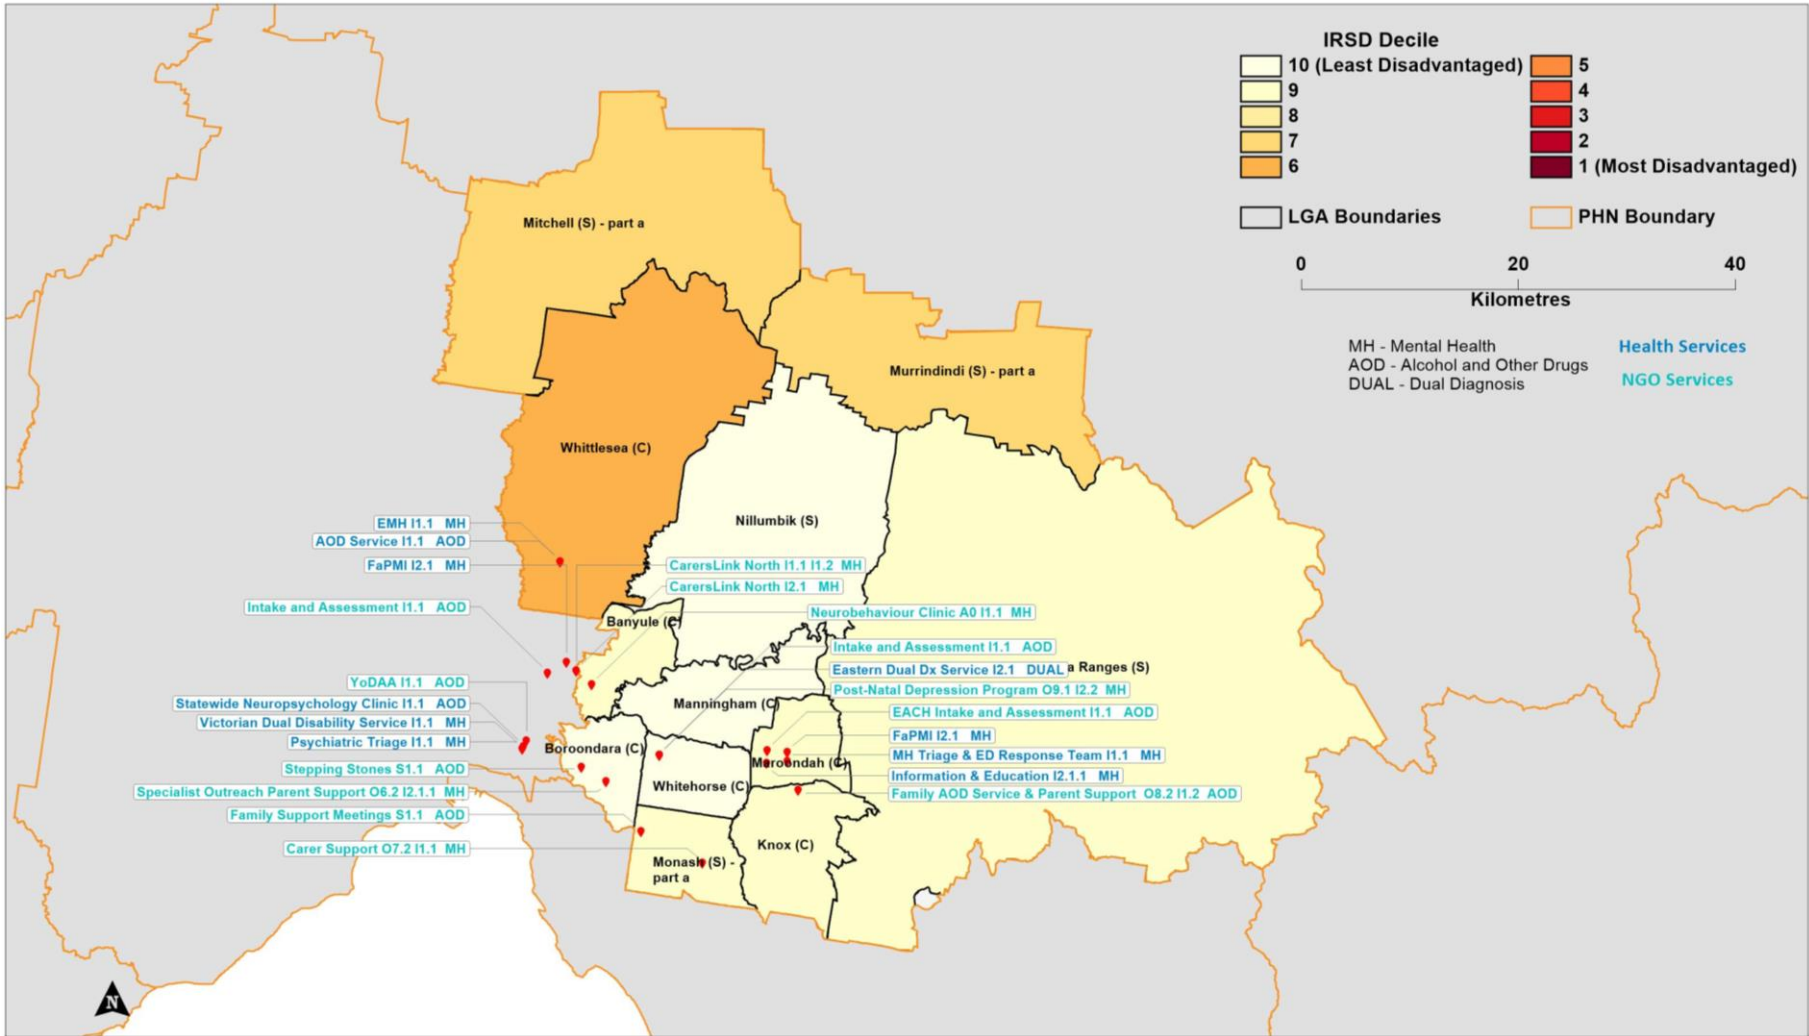 IRSD Decile
10 (Least Disadvantaged)
9
8
7
6
5
4
3
2
1 (Most Disadvantaged)
LGA Boundaries
PHN Boundary
0 20 40
Kilometres
MH - Mental Health
AOD - Alcohol and Other Drugs
DUAL - Dual Diagnosis
Health Services
NGO Services
Mitchell (S) - part a
Murrindindi (S) - part a
Whittlesea (C)
Nillumbik (S)
EMH I1.1 MH
AOD Service I1.1 AOD
FaPMI I2.1 MH
Intake and Assessment I1.1 AOD
YoDAA I1.1 AOD
Statewide Neuropsychology Clinic I1.1 AOD
Victorian Dual Disability Service I1.1 MH
Psychiatric Triage I1.1 MH
Stepping Stones S1.1 AOD
Specialist Outreach Parent Support O6.2 I2.1.1 MH
Family Support Meetings S1.1 AOD
Carer Support O7.2 I1.1 MH
CarersLink North I1.1 I1.2 MH
CarersLink North I2.1 MH
Neurobehaviour Clinic A0 I1.1 MH
Intake and Assessment I1.1 AOD
Eastern Dual Dx Service I2.1 DUAL
a Ranges (S)
Post-Natal Depression Program O9.1 I2.2 MH
EACH Intake and Assessment I1.1 AOD
FaPMI I2.1 MH
MH Triage & ED Response Team I1.1 MH
Information & Education I2.1.1 MH
Family AOD Service & Parent Support O8.2 I1.2 AOD
Banyule (C)
Manningham (C)
Boroondara (C)
Maroondah (C)
Whitehorse (C)
Knox (C)
Monash (S) -
part a
N